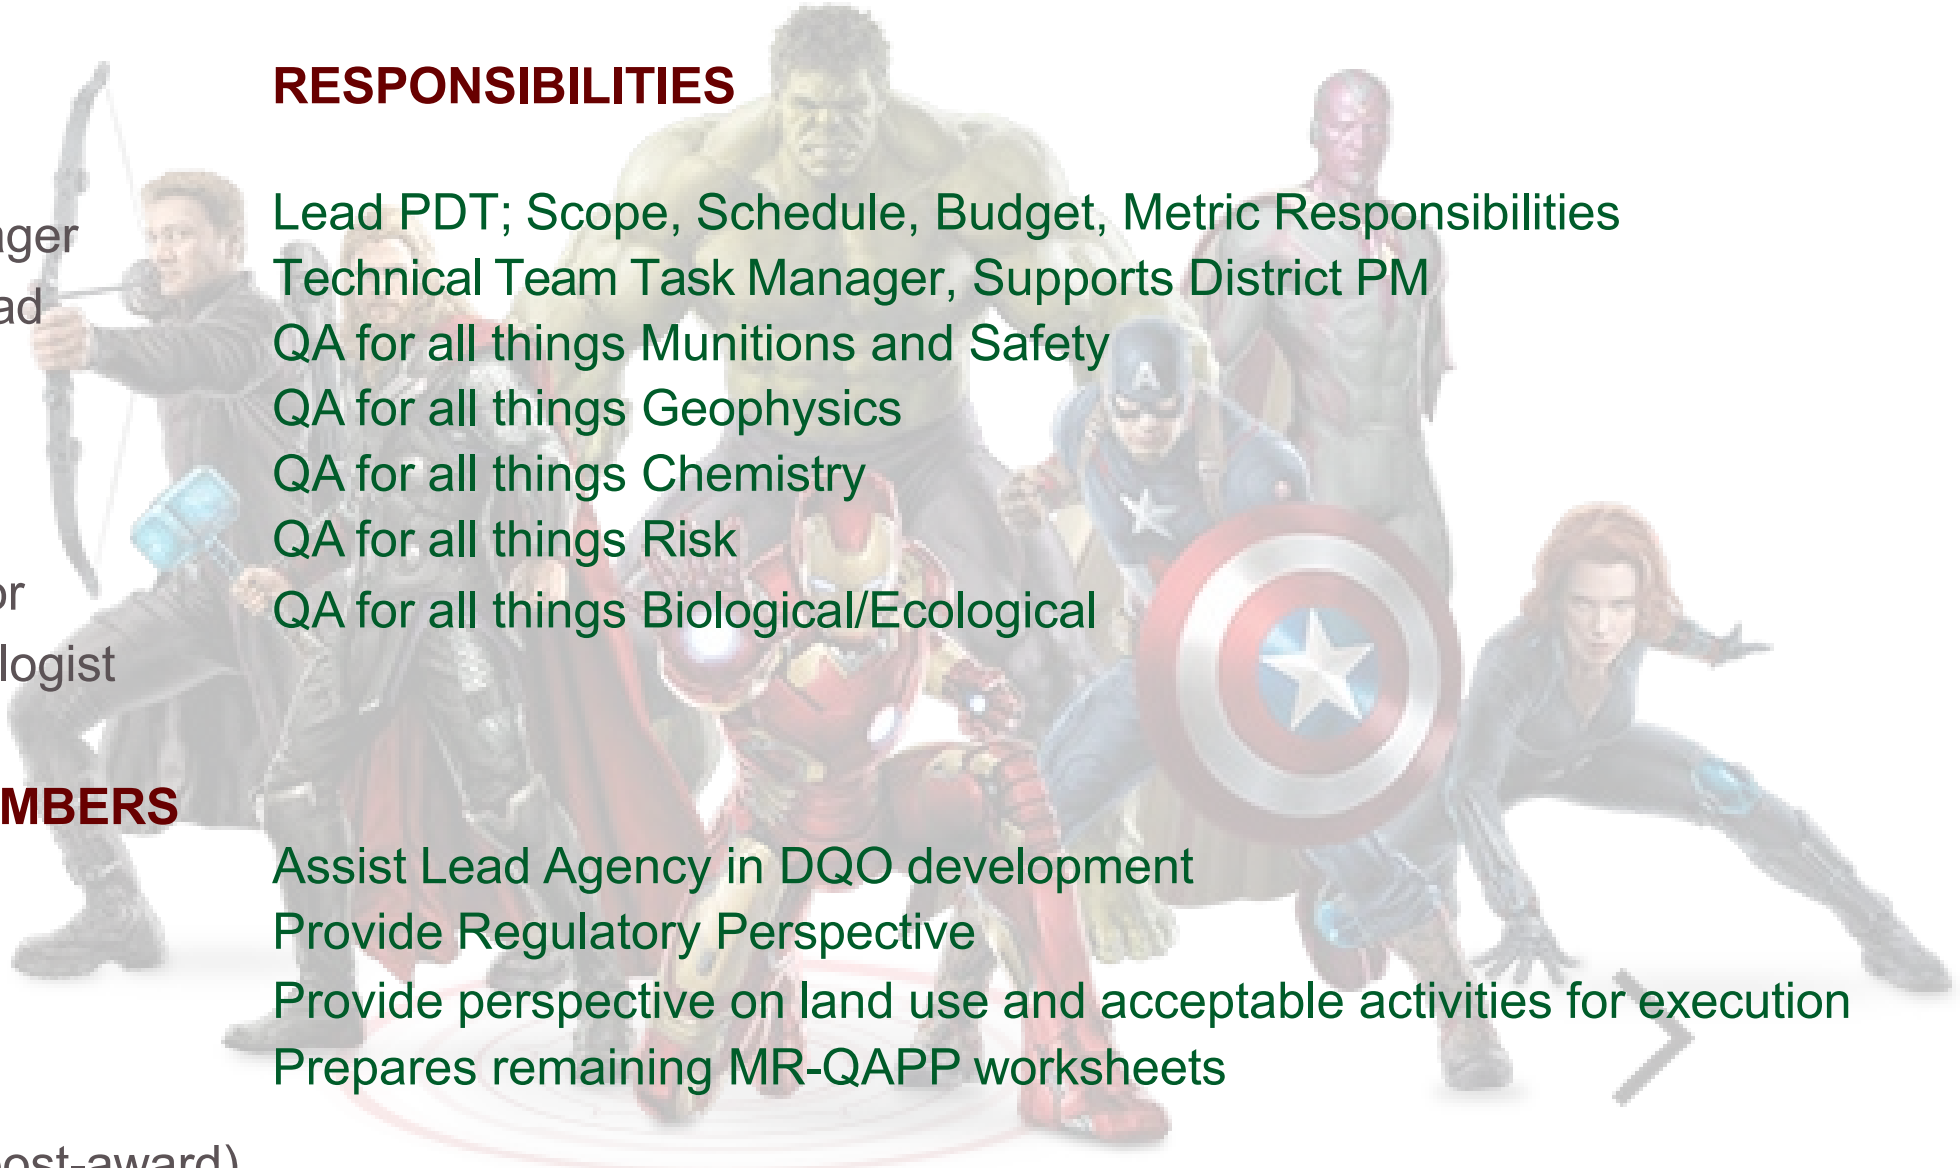 RESPONSIBILITIES
ager
Lead PDT; Scope, Schedule, Budget, Metric Responsibilities
ad
Technical Team Task Manager, Supports District PM
QA for all things Munitions and Safety
QA for all things Geophysics
QA for all things Chemistry
QA for all things Risk
or
QA for all things Biological/Ecological
logist
MBERS
Assist Lead Agency in DQO development
Provide Regulatory Perspective
Provide perspective on land use and acceptable activities for execution
Prepares remaining MR-QAPP worksheets
post-award)
A